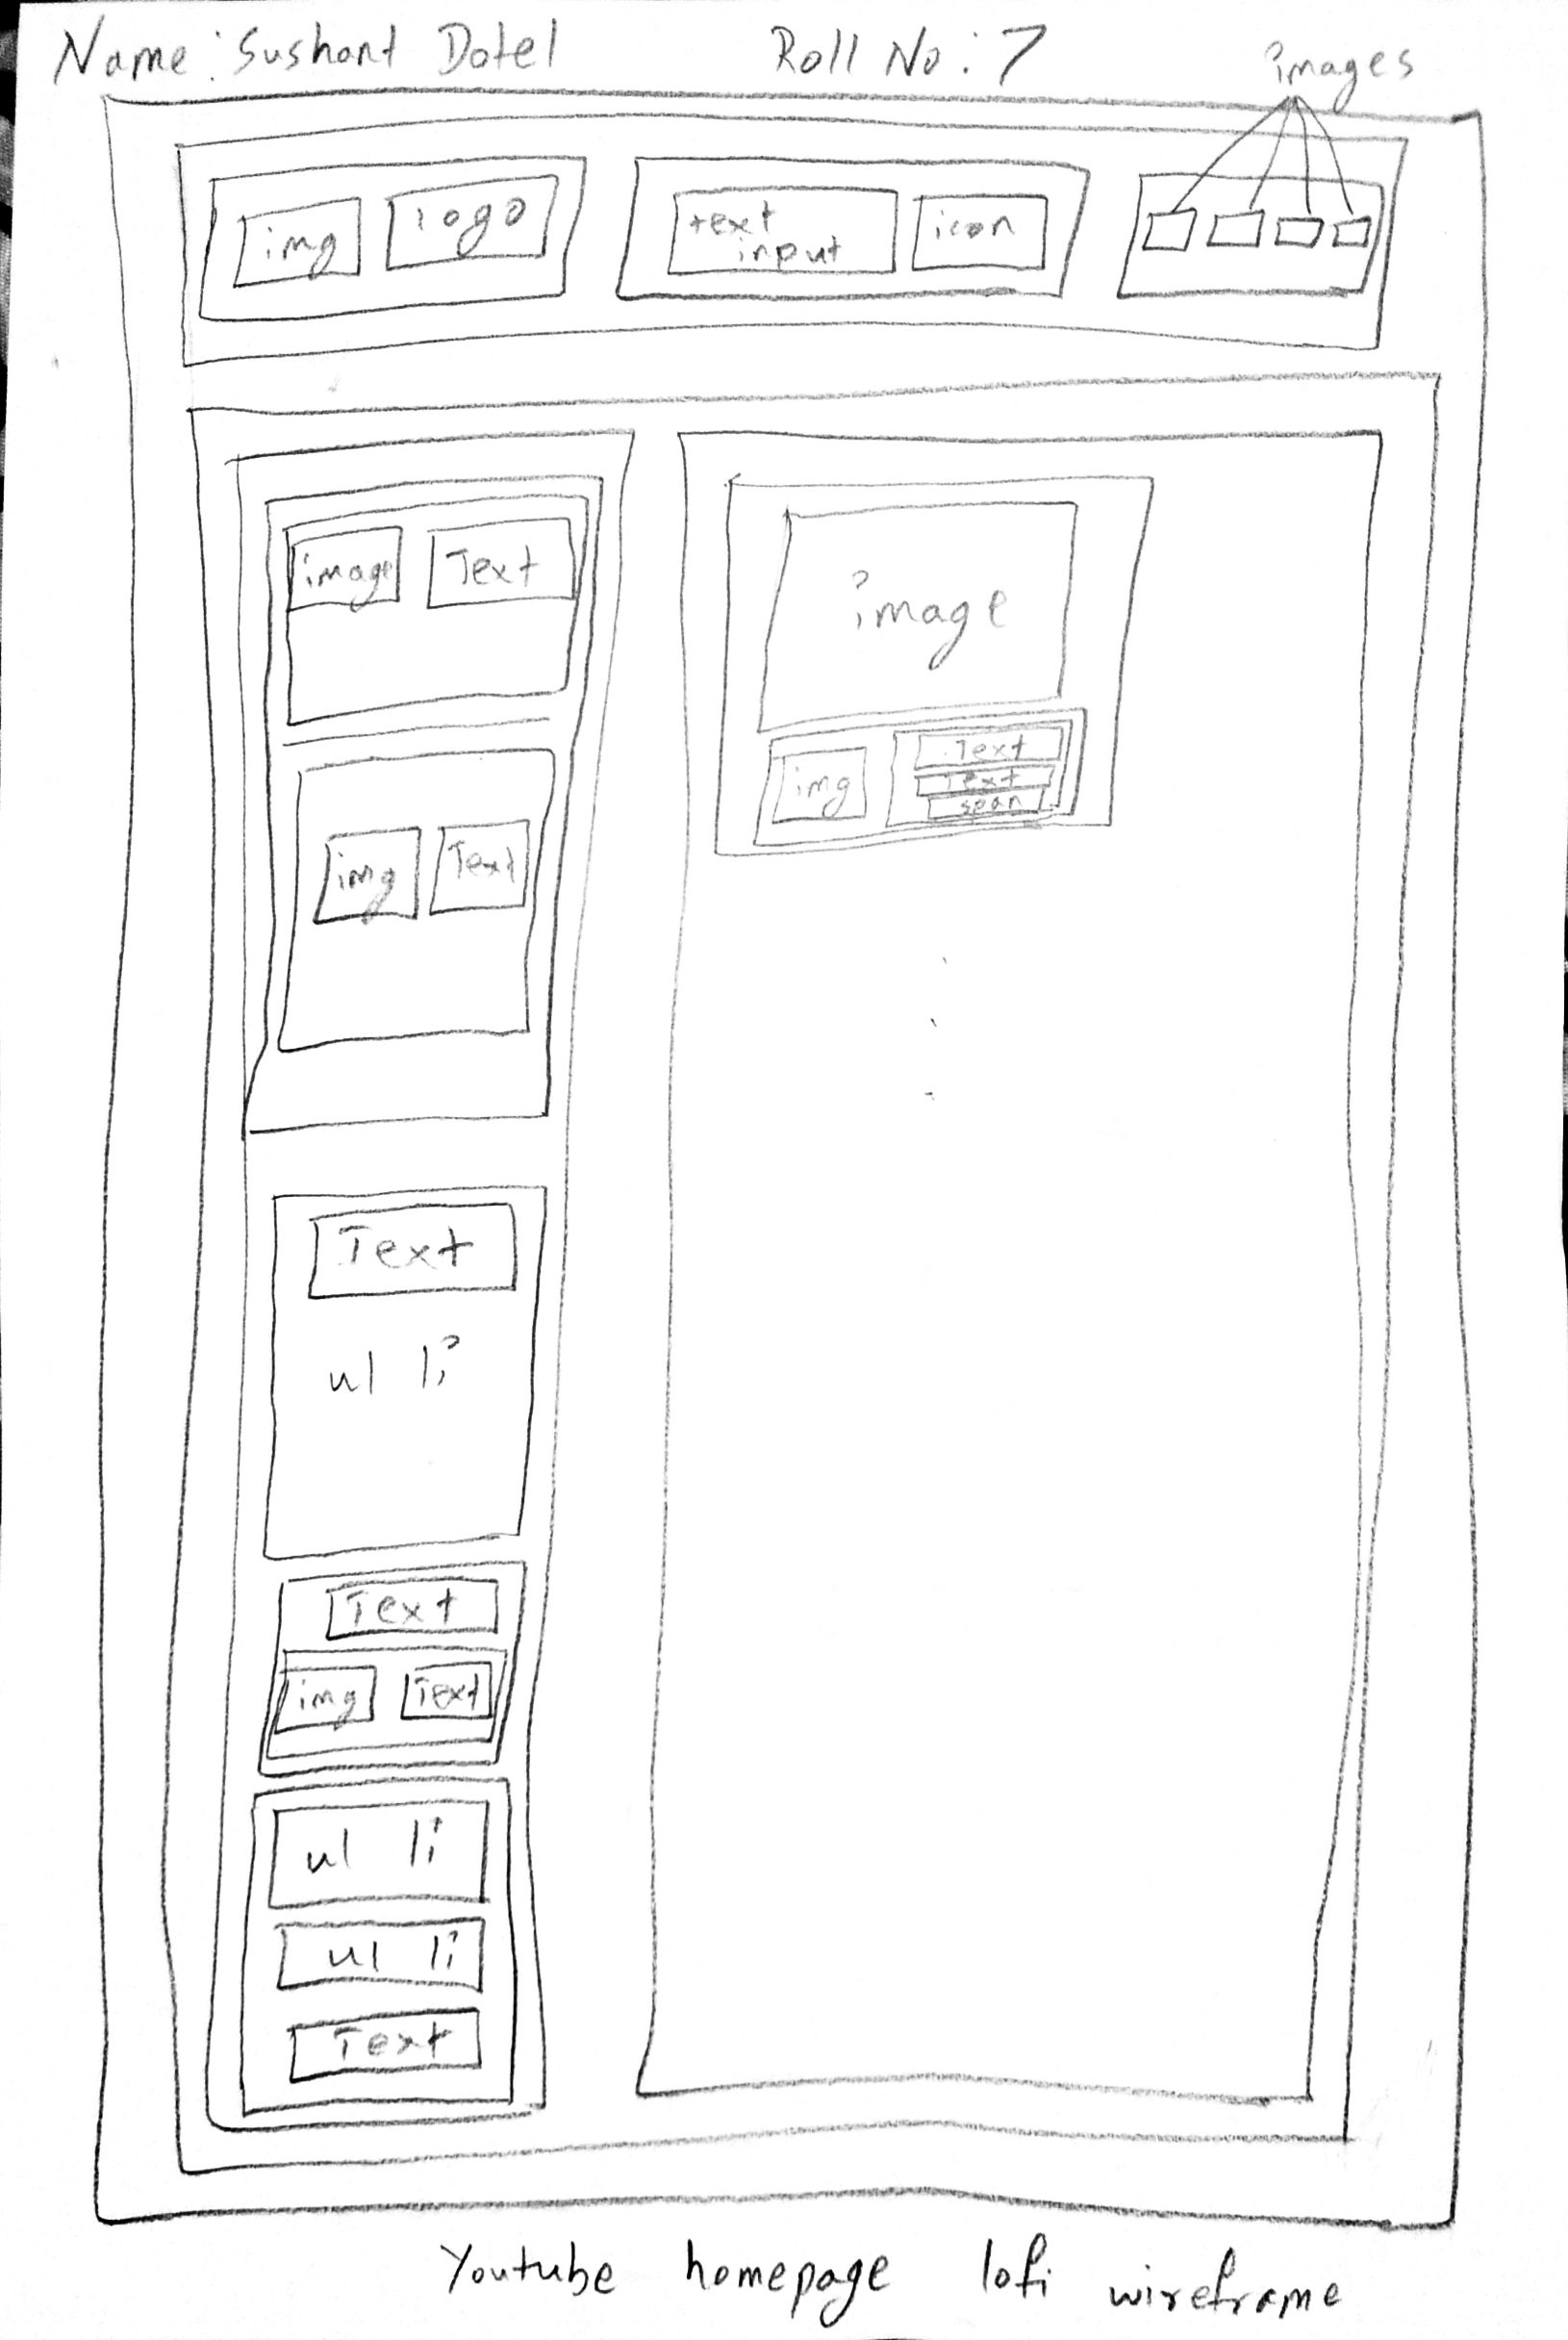 Name: Sushant Dotel Roll No: 7
images
img logo text input icon
image Text
img Text
image
img Text
Text
span
Text
ul li
Text
img Text
ul li
ul li
Text
Youtube homepage lofi wireframe